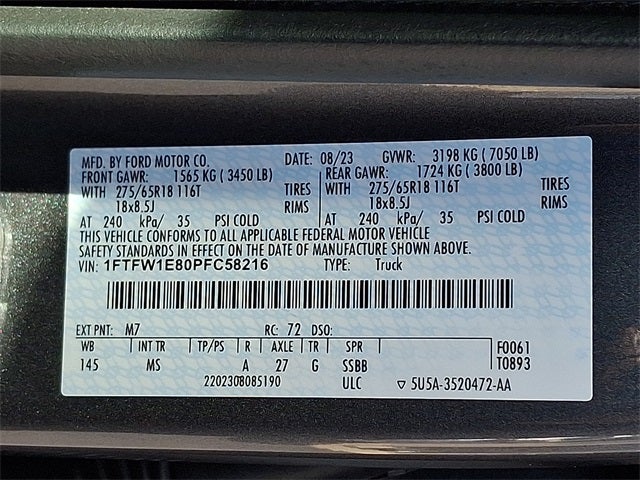 MFD. BY FORD MOTOR CO. DATE: 08/23 GVWR: 3198 KG ( 7050 LB)
FRONT GAWR: 1565 KG ( 3450 LB) REAR GAWR: 1724 KG ( 3800 LB)
WITH 275/65R18 116T TIRES WITH 275/65R18 116T TIRES
18x8.5J RIMS 18x8.5J RIMS
AT 240 kPa/ 35 PSI COLD AT 240 kPa/ 35 PSI COLD
THIS VEHICLE CONFORMS TO ALL APPLICABLE FEDERAL MOTOR VEHICLE
SAFETY STANDARDS IN EFFECT ON THE DATE OF MANUFACTURE SHOWN ABOVE.
VIN: 1FTFW1E80PFC58216 TYPE: Truck
EXT PNT: M7 RC: 72 DSO:
WB INT TR TP/PS R AXLE TR SPR F0061
145 MS A 27 G SSBB T0893
2202308085190 ULC ▽ 5U5A-3520472-AA